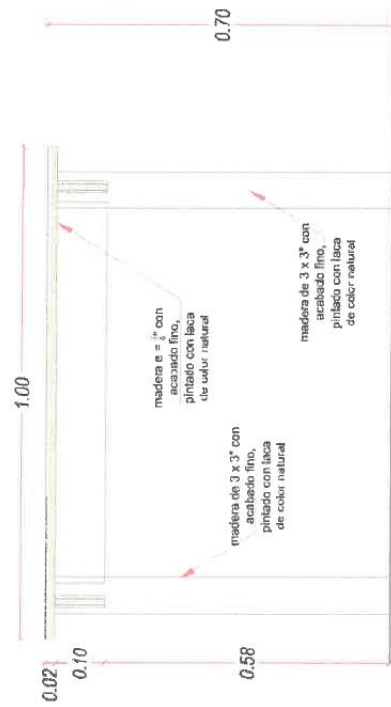 1.00
0.02
0.10
0.58
0.70
madera e = ¾" con
acabado fino,
pintado con laca
de color natural
madera de 3 x 3" con
acabado fino,
pintado con laca
de color natural
madera de 3 x 3" con
acabado fino,
pintado con laca
de color natural